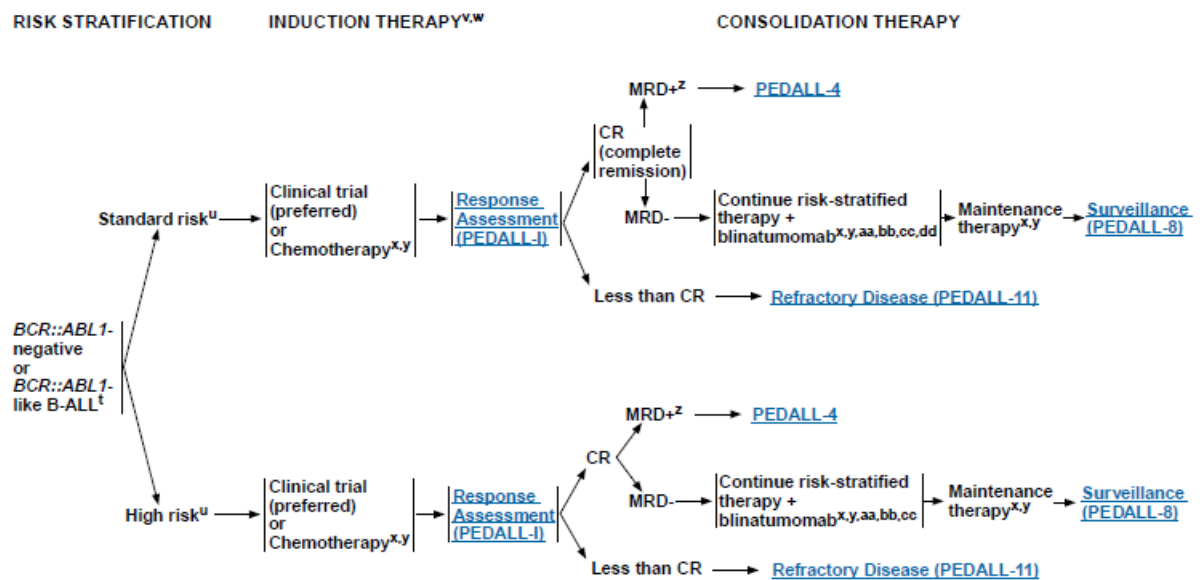 RISK STRATIFICATION
INDUCTION THERAPYv,w
CONSOLIDATION THERAPY
BCR::ABL1-
negative
or
BCR::ABL1-
like B-ALLt
Standard risku
Clinical trial
(preferred)
or
Chemotherapyx,y
Response
Assessment
(PEDALL-I)
CR
(complete
remission)
MRD+z
PEDALL-4
MRD-
Continue risk-stratified
therapy +
blinatumomabx,y,aa,bb,cc,dd
Maintenance
therapyx,y
Surveillance
(PEDALL-8)
Less than CR
Refractory Disease (PEDALL-11)
High risku
Clinical trial
(preferred)
or
Chemotherapyx,y
Response
Assessment
(PEDALL-I)
CR
MRD+z
PEDALL-4
MRD-
Continue risk-stratified
therapy +
blinatumomabx,y,aa,bb,cc
Maintenance
therapyx,y
Surveillance
(PEDALL-8)
Less than CR
Refractory Disease (PEDALL-11)